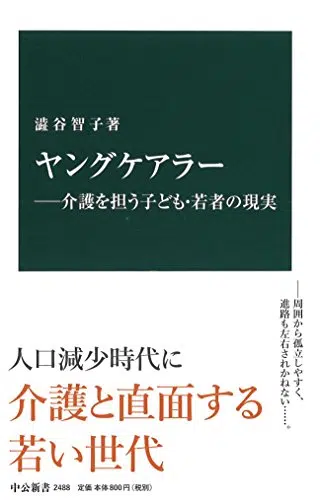 澁谷智子著
ヤングケアラー
——介護を担う子ども・若者の現実
——周囲から孤立しやすく、
進路も左右されかねない……。
人口減少時代に
介護と直面する
若い世代
中公新書 2488 定価 本体800円(税別)